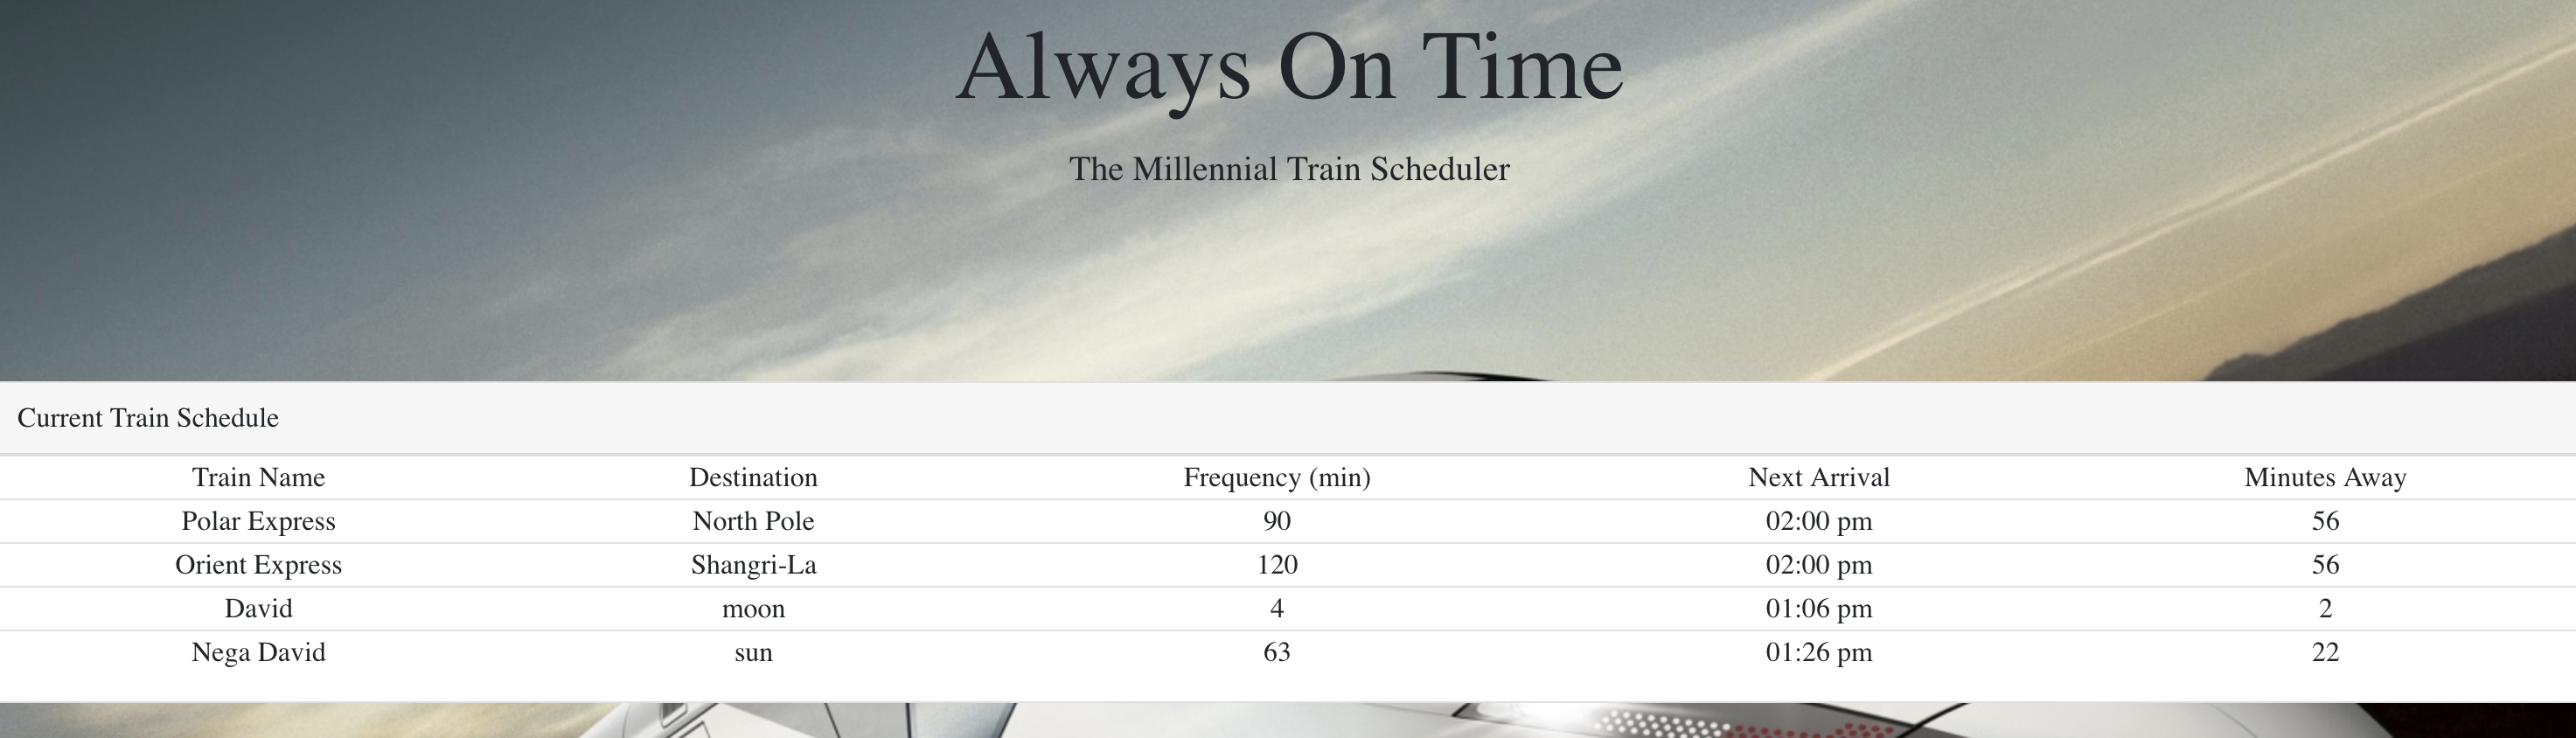 Always On Time
The Millennial Train Scheduler
Current Train Schedule
Train Name Destination Frequency (min) Next Arrival Minutes Away
Polar Express North Pole 90 02:00 pm 56
Orient Express Shangri-La 120 02:00 pm 56
David moon 4 01:06 pm 2
Nega David sun 63 01:26 pm 22